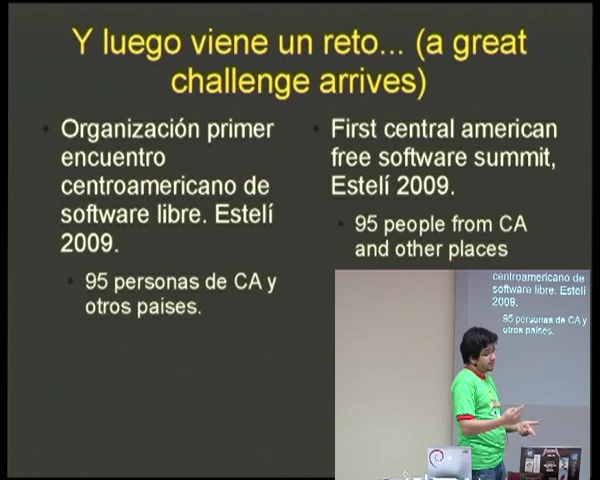 Y luego viene un reto... (a great
challenge arrives)
Organización primer
encuentro
centroamericano de
software libre. Estelí
2009.
95 personas de CA y
otros paises.
First central american
free software summit,
Estelí 2009.
95 people from CA
and other places
centroamericano de
software libre. Estelí
2009.
95 personas de CA y
otros paises.